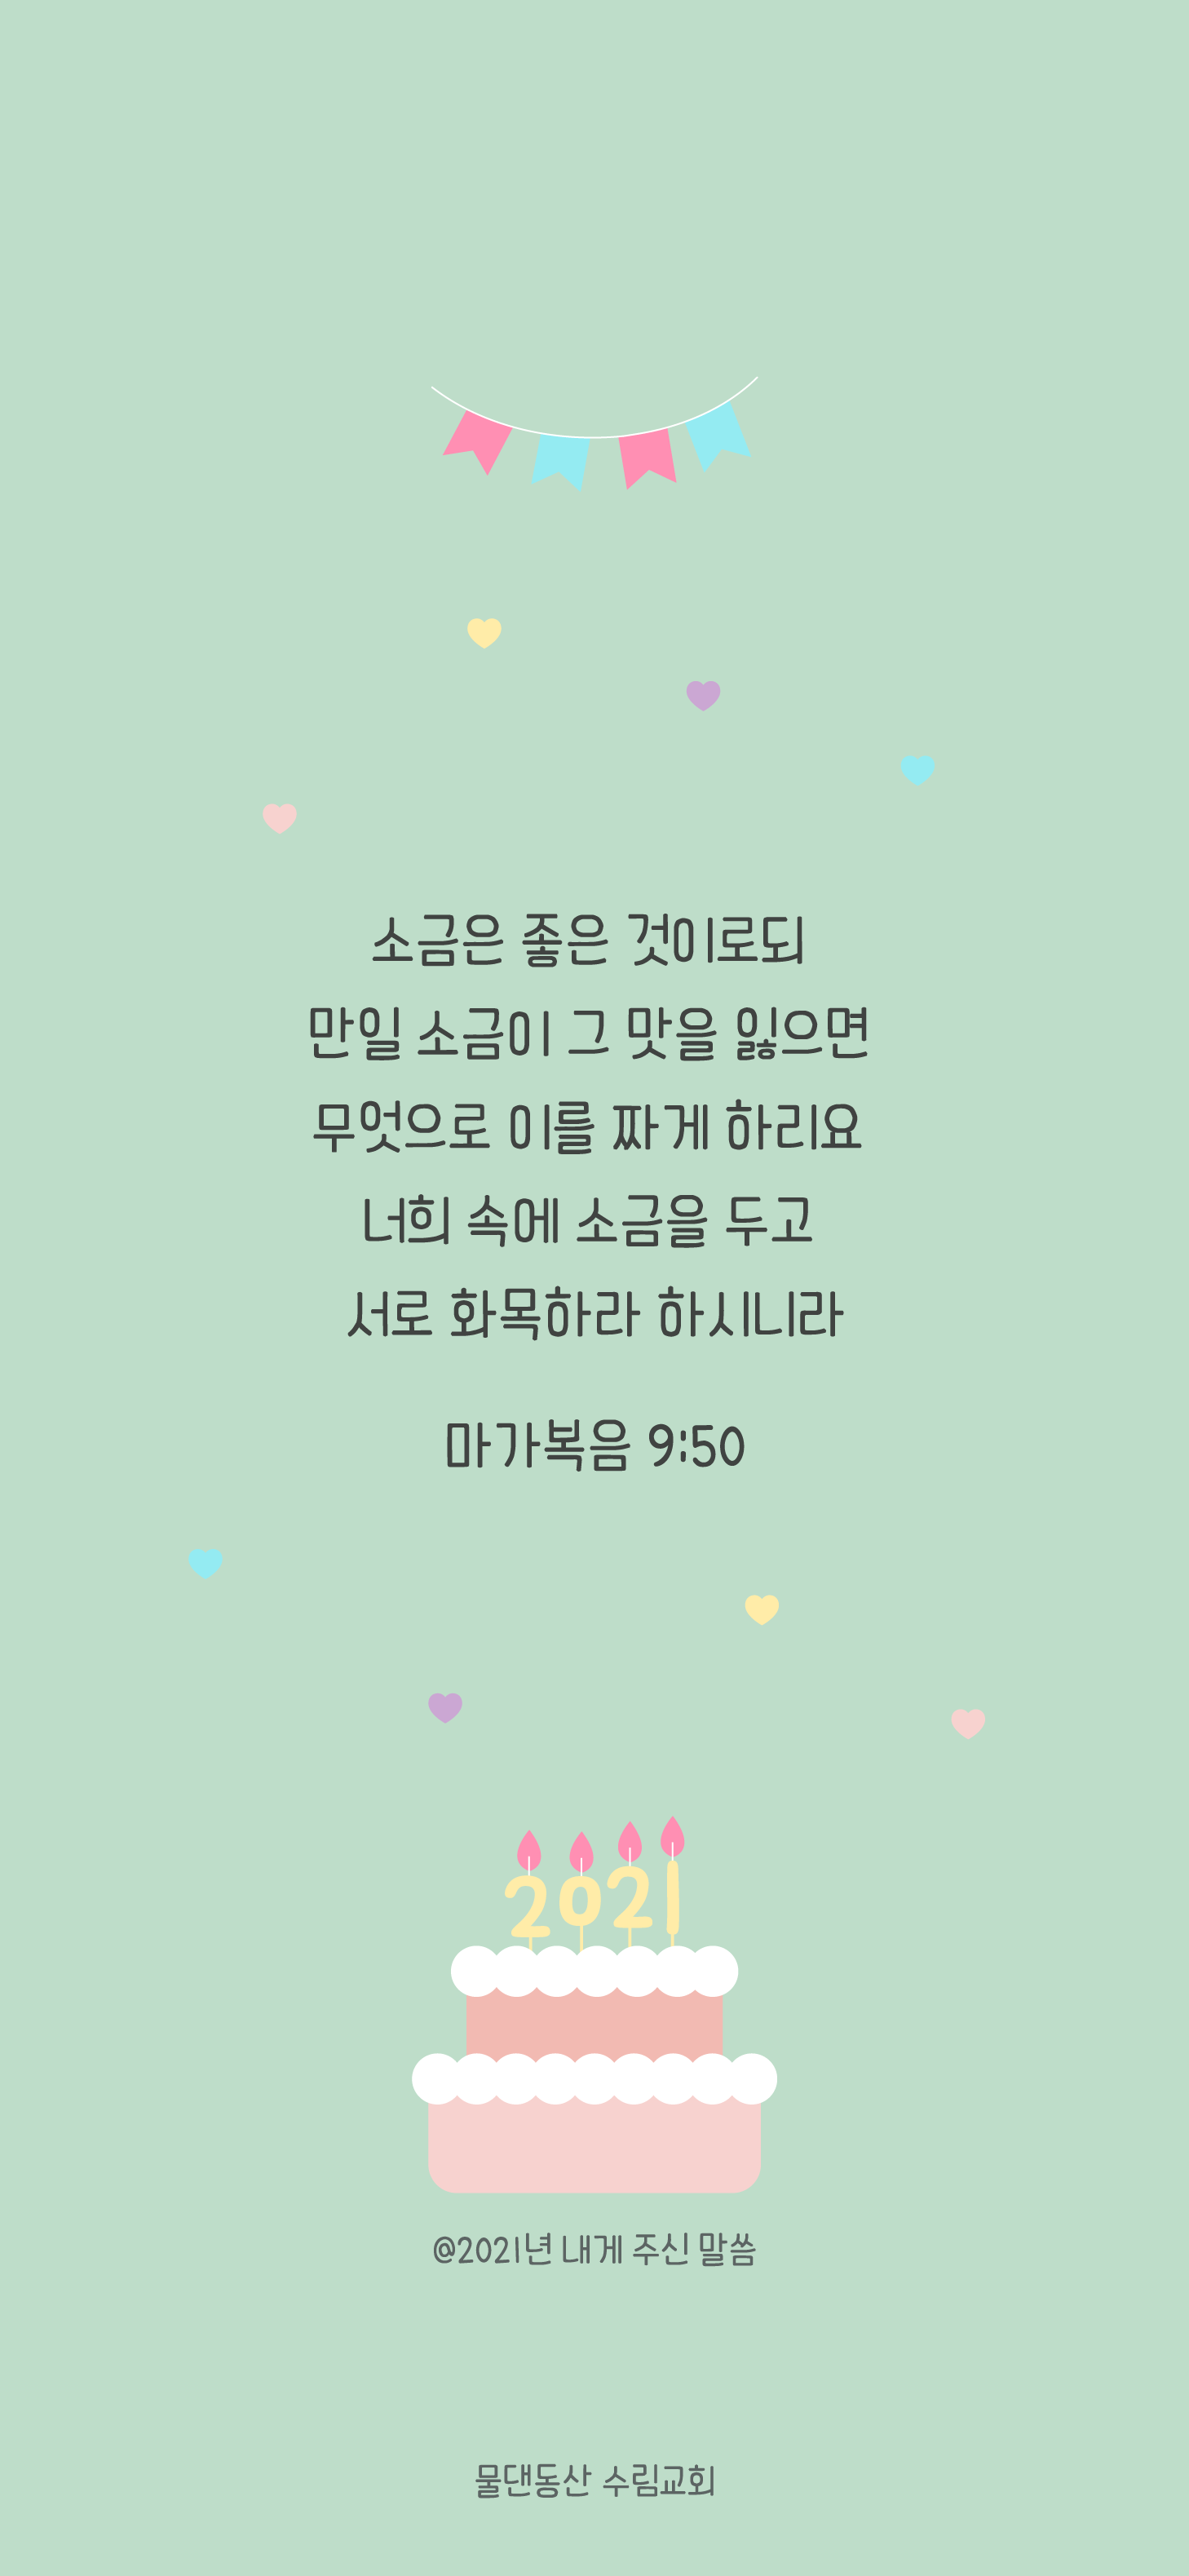 소금은 좋은 것이로되
만일 소금이 그 맛을 잃으면
무엇으로 이를 짜게 하리요
너희 속에 소금을 두고
서로 화목하라 하시니라
마가복음 9:50
2021
@2021년 내게 주신 말씀
물댄동산 수림교회